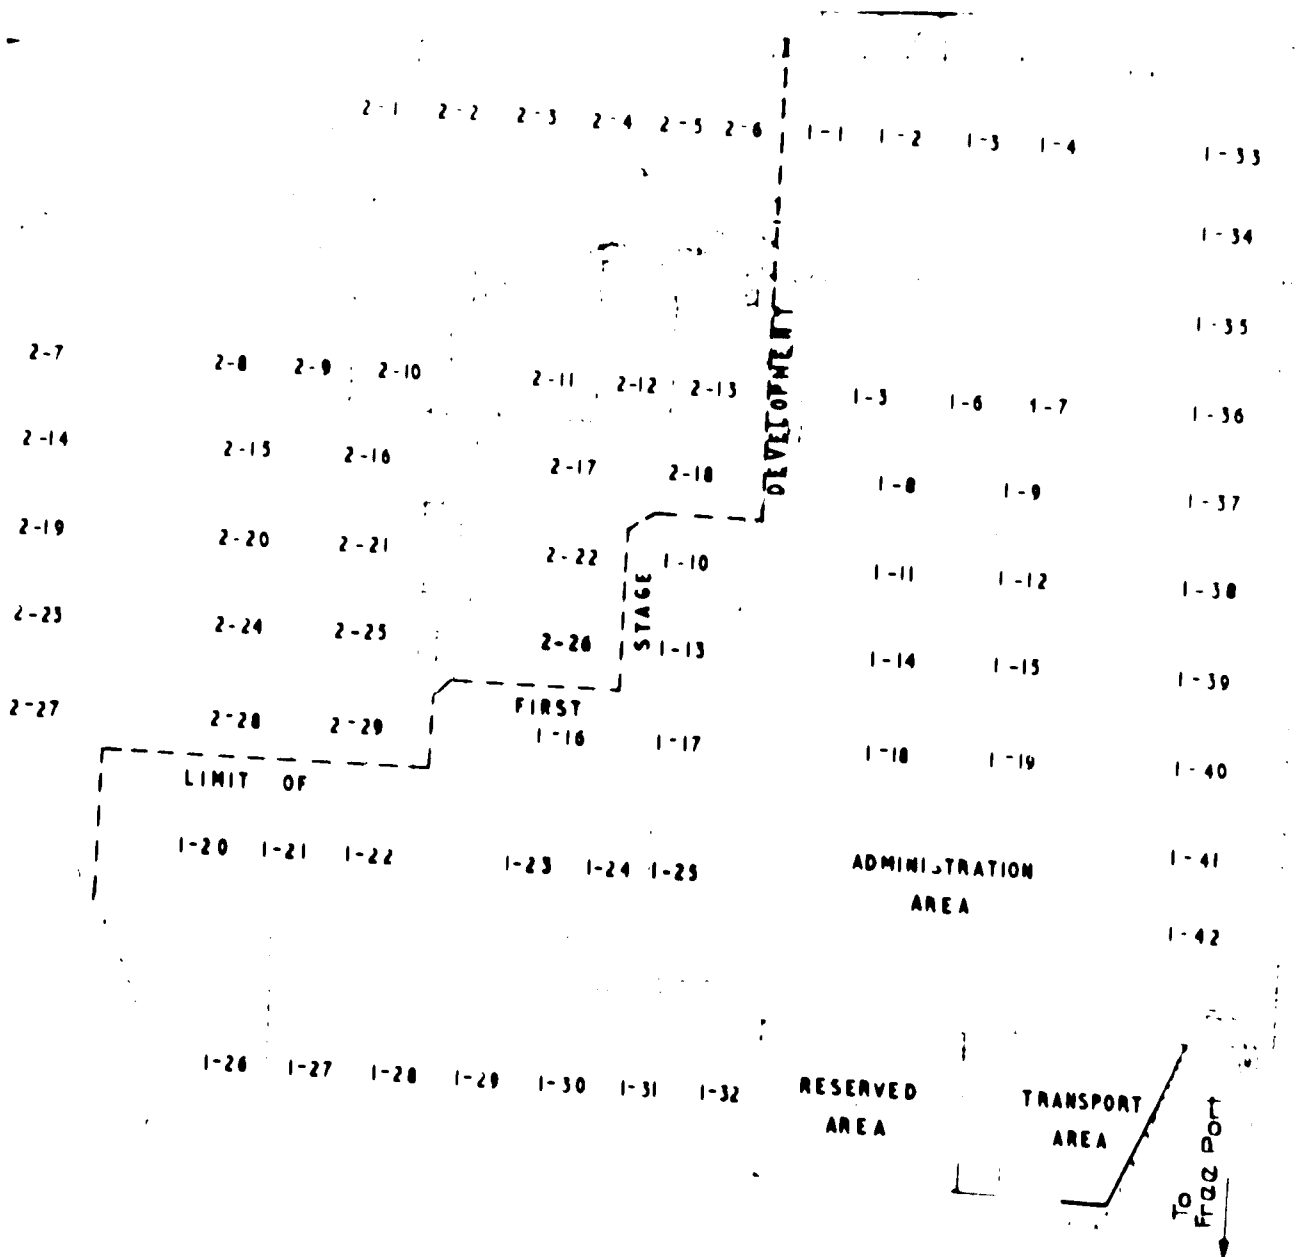 2-1 2-2 2-3 2-4 2-5 2-6 1-1 1-2 1-3 1-4 1-33
1-34
1-35
2-7 2-8 2-9 2-10 2-11 2-12 2-13 1-5 1-6 1-7 1-36
2-14 2-15 2-16 2-17 2-18 1-8 1-9 1-37
DEVELOPMENT
2-19 2-20 2-21 2-22 1-10 1-11 1-12 1-38
STAGE
2-23 2-24 2-25 2-26 1-13 1-14 1-15 1-39
FIRST
2-27 2-28 2-29 1-16 1-17 1-18 1-19 1-40
LIMIT OF
1-20 1-21 1-22 1-23 1-24 1-25 1-41
ADMINISTRATION
AREA
1-42
1-26 1-27 1-28 1-29 1-30 1-31 1-32
RESERVED
AREA
TRANSPORT
AREA
To
Free Port